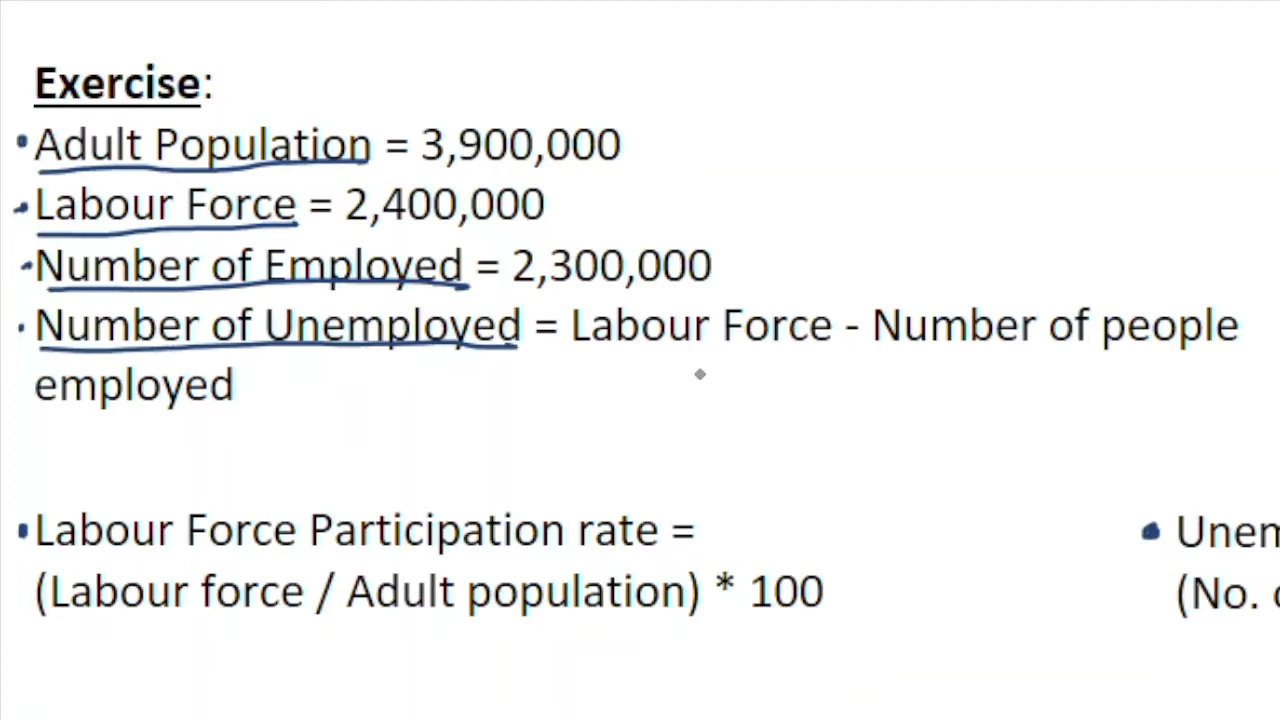 Exercise:
Adult Population = 3,900,000
Labour Force = 2,400,000
Number of Employed = 2,300,000
Number of Unemployed = Labour Force - Number of people
employed
Labour Force Participation rate =
(Labour force / Adult population) * 100
(No.